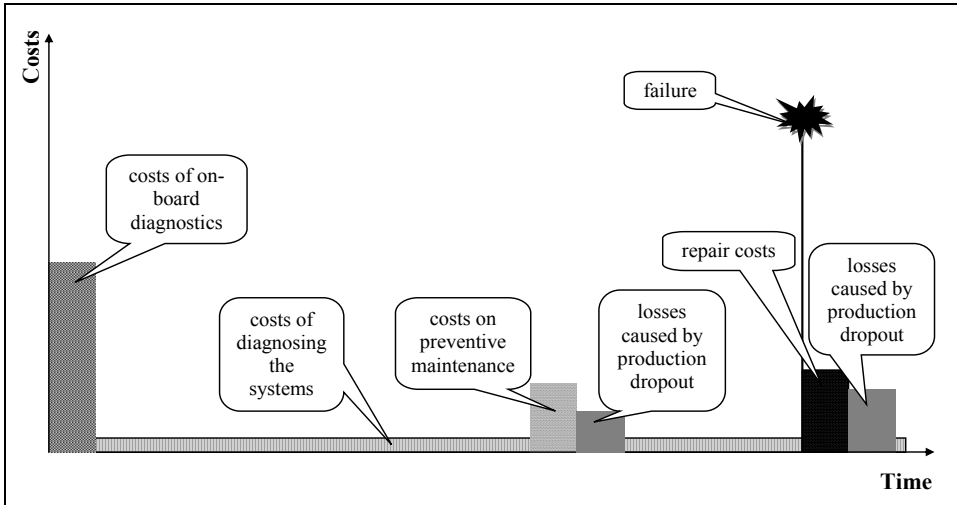 Costs
failure
costs of on-
board
diagnostics
repair costs
losses
caused by
production
dropout
costs of
diagnosing
the
systems
costs on
preventive
maintenance
losses
caused by
production
dropout
Time